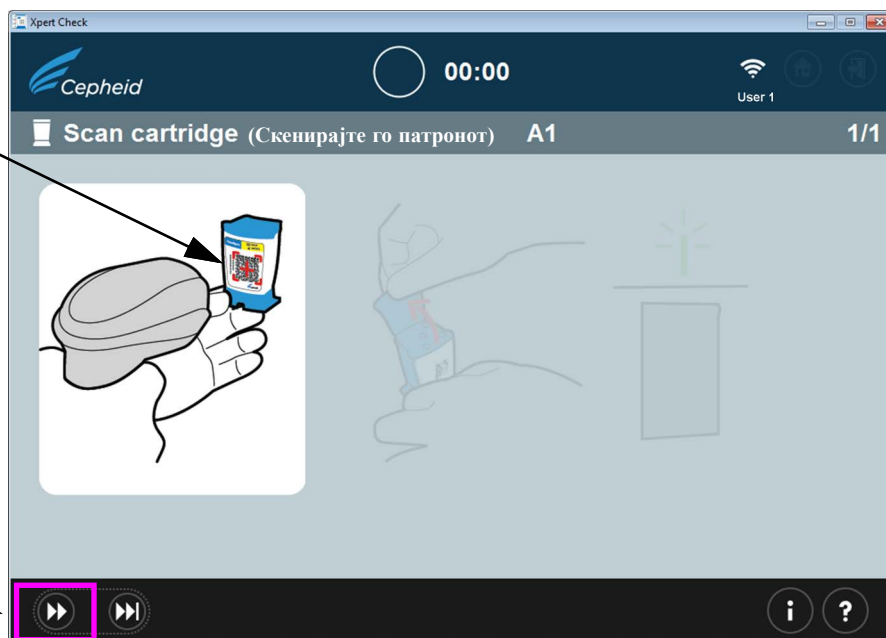 Xpert Check
Cepheid
00:00
User 1
Scan cartridge (Скенирајте го патронот) A1 1/1
i ?